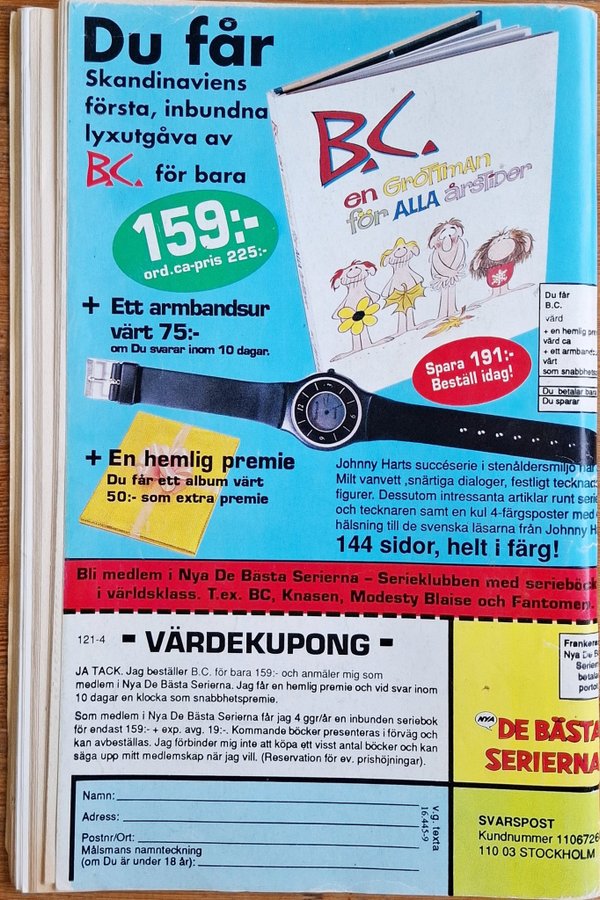 Du får
Skandinaviens
första, inbundna
lyxutgåva av
B.C. för bara
159:-
ord.ca-pris 225:-
+ Ett armbandsur
värt 75:-
om Du svarar inom 10 dagar.
B.C.
en GROTTMAN
för ALLA årstider
Spara 191:-
Beställ idag!
Du får
B.C.
värd
+ en hemlig
värd ca
+ ett
värt
som
Du betalar bara
Du sparar
+ En hemlig premie
Du får ett album värt
50:- som extra premie
Johnny Harts succéserie i stenåldersmiljö
Milt vanvett ,snärtiga dialoger, festligt
figurer. Dessutom intressanta artiklar runt
och tecknaren samt en kul 4-färgsposter med
hälsning till de svenska läsarna från Johnny
144 sidor, helt i färg!
Bli medlem i Nya De Bästa Serierna – Serieklubben med
i världsklass. T.ex. BC, Knasen, Modesty Blaise och Fantomen.
121-4 - VÄRDEKUPONG -
JA TACK. Jag beställer B.C. för bara 159:- och anmäler mig som
medlem i Nya De Bästa Serierna. Jag får en hemlig premie och vid svar inom
10 dagar en klocka som snabbhetspremie.
Som medlem i Nya De Bästa Serierna får jag 4 ggr/år en inbunden seriebok
för endast 159:- + exp. avg. 19:-. Kommande böcker presenteras i förväg och
kan avbeställas. Jag förbinder mig inte att köpa ett visst antal böcker och kan
säga upp mitt medlemskap när jag vill. (Reservation för ev. prishöjningar).
Namn:
Adress:
Postnr/Ort:
Målsmans namnteckning
(om Du är under 18 år):
v.g. texta
16.445-9
Nya De
NYA
DE BÄSTA
SERIERNA
SVARSPOST
Kundnummer
110 03 STOCKHOLM